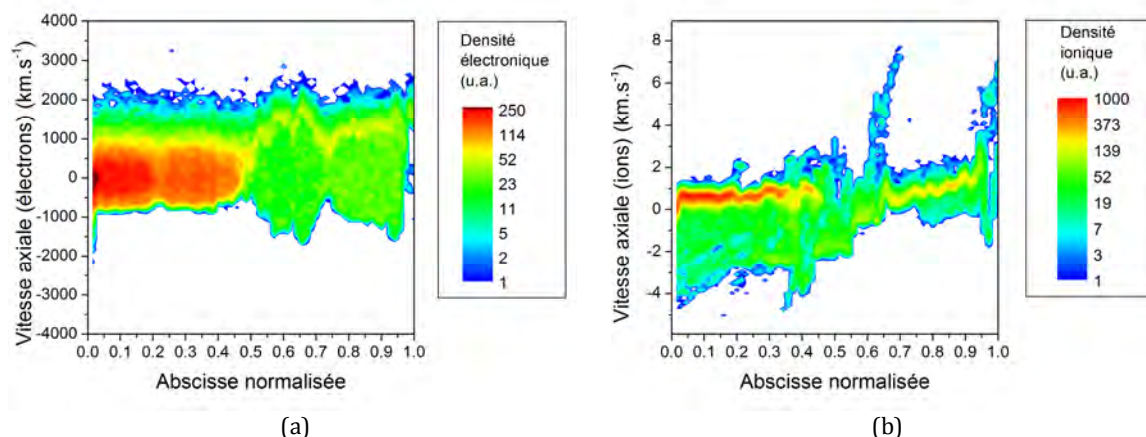 Vitesse axiale (électrons) (km.s⁻¹)
4000
3000
2000
1000
0
-1000
-2000
-3000
-4000
0.0 0.1 0.2 0.3 0.4 0.5 0.6 0.7 0.8 0.9 1.0
Abscisse normalisée
Densité
électronique
(u.a.)
250
114
52
23
11
5
2
1
(a)
Vitesse axiale (ions) (km.s⁻¹)
8
6
4
2
0
-2
-4
0.0 0.1 0.2 0.3 0.4 0.5 0.6 0.7 0.8 0.9 1.0
Abscisse normalisée
Densité
ionique
(u.a.)
1000
373
139
52
19
7
3
1
(b)